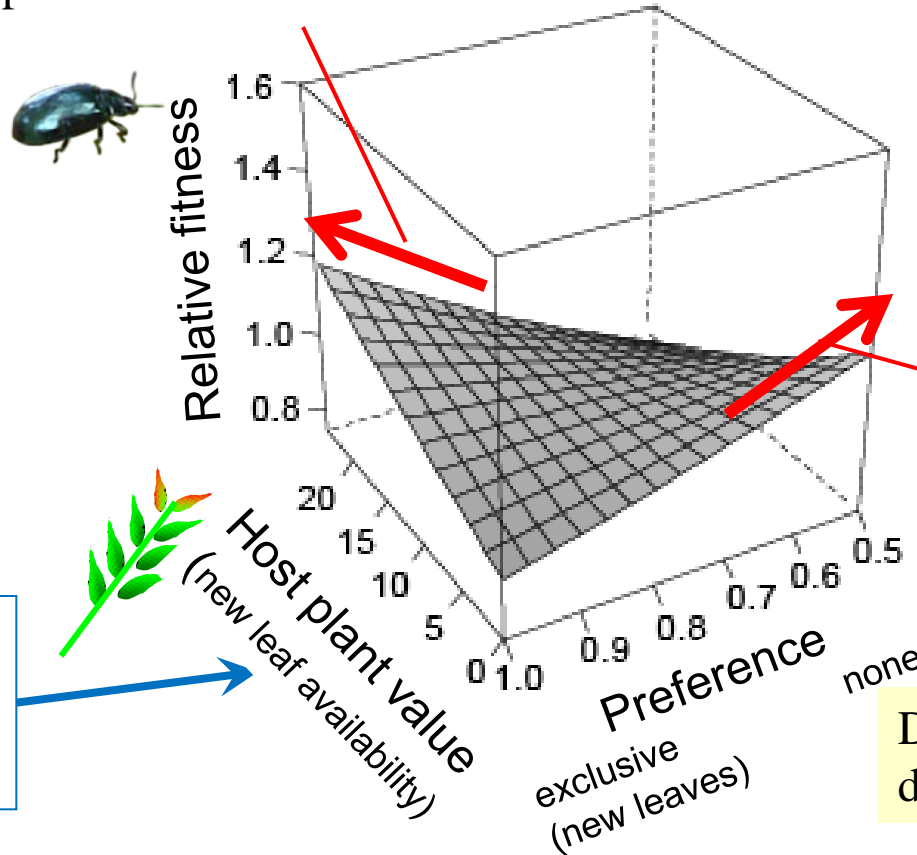 1.6
1.4
1.2
1.0
0.8
Relative fitness
20
15
10
5
0
Host plant value
(new leaf availability)
1.0
0.9
0.8
0.7
0.6
0.5
Preference
exclusive
(new leaves)
none
D
d